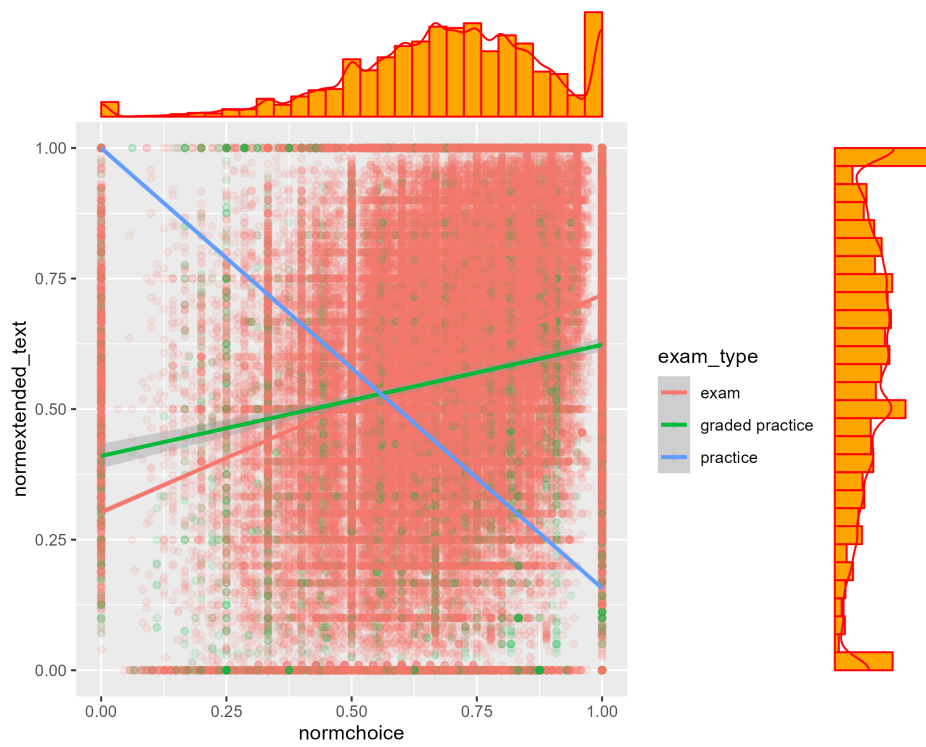 1.00
0.75
0.50
0.25
0.00
normextended_text
0.00
0.25
0.50
0.75
1.00
normchoice
exam_type
exam
graded practice
practice